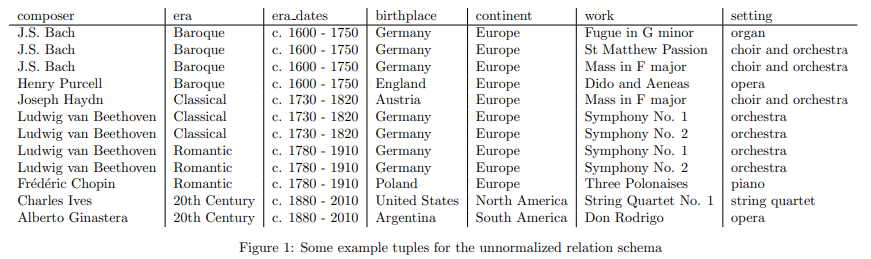 composer era era_dates birthplace continent work setting
J.S. Bach Baroque c. 1600 - 1750 Germany Europe Fugue in G minor organ
J.S. Bach Baroque c. 1600 - 1750 Germany Europe St Matthew Passion choir and orchestra
J.S. Bach Baroque c. 1600 - 1750 Germany Europe Mass in F major choir and orchestra
Henry Purcell Baroque c. 1600 - 1750 England Europe Dido and Aeneas opera
Joseph Haydn Classical c. 1730 - 1820 Austria Europe Mass in F major choir and orchestra
Ludwig van Beethoven Classical c. 1730 - 1820 Germany Europe Symphony No. 1 orchestra
Ludwig van Beethoven Classical c. 1730 - 1820 Germany Europe Symphony No. 2 orchestra
Ludwig van Beethoven Romantic c. 1780 - 1910 Germany Europe Symphony No. 1 orchestra
Ludwig van Beethoven Romantic c. 1780 - 1910 Germany Europe Symphony No. 2 orchestra
Frédéric Chopin Romantic c. 1780 - 1910 Poland Europe Three Polonaises piano
Charles Ives 20th Century c. 1880 - 2010 United States North America String Quartet No. 1 string quartet
Alberto Ginastera 20th Century c. 1880 - 2010 Argentina South America Don Rodrigo opera
Figure 1: Some example tuples for the unnormalized relation schema